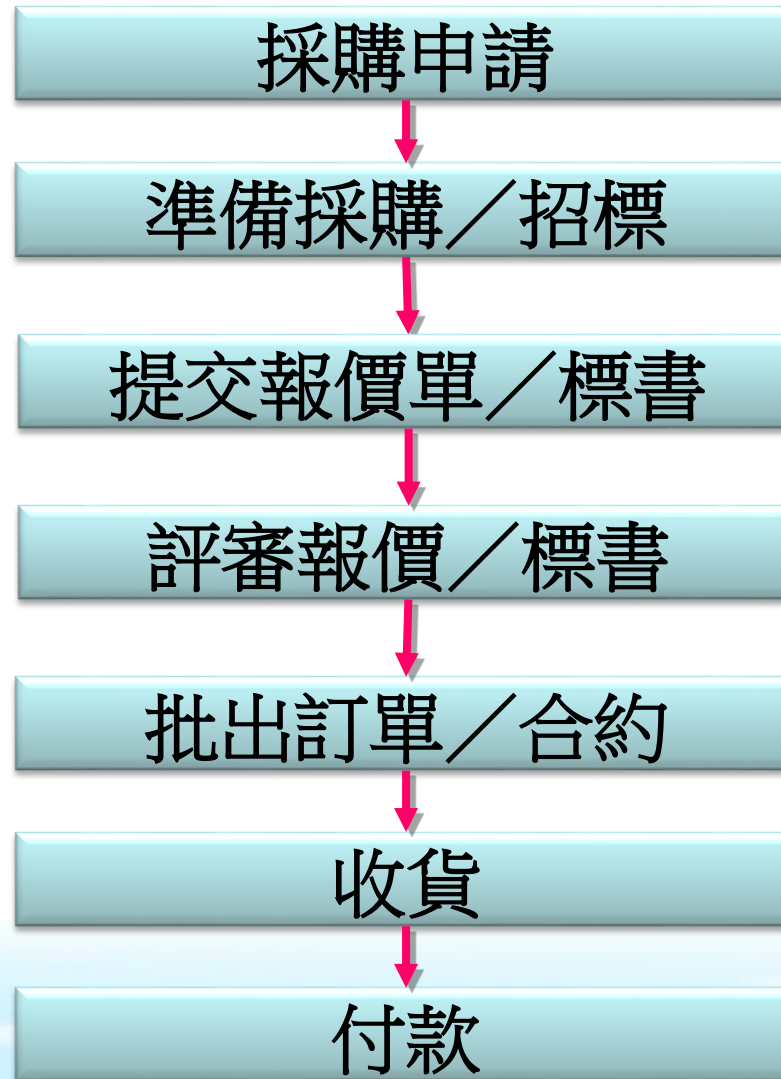 採購申請
準備採購／招標
提交報價單／標書
評審報價／標書
批出訂單／合約
收貨
付款